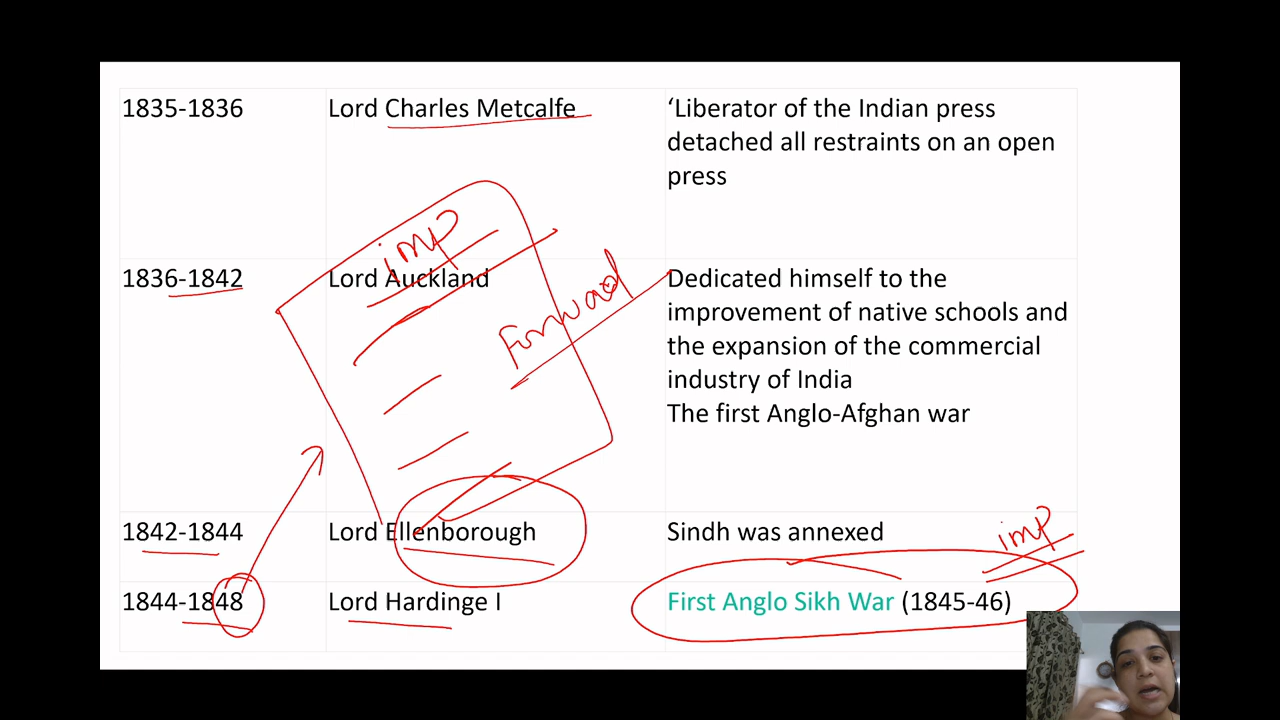 1835-1836 Lord Charles Metcalfe ‘Liberator of the Indian press
detached all restraints on an open
press
imp
1836-1842 Lord Auckland Dedicated himself to the
improvement of native schools and
Forward
the expansion of the commercial
industry of India
The first Anglo-Afghan war
1842-1844 Lord Ellenborough Sindh was annexed
imp
1844-1848 Lord Hardinge I First Anglo Sikh War (1845-46)